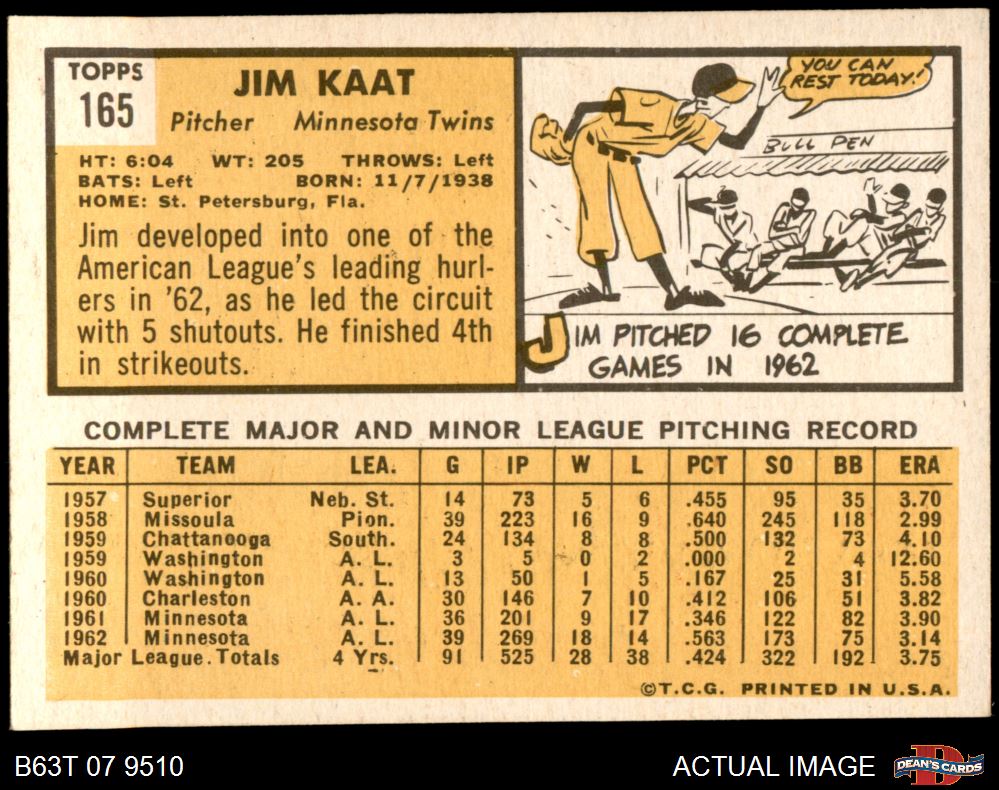 TOPPS
165
JIM KAAT
Pitcher Minnesota Twins
HT: 6:04 WT: 205 THROWS: Left
BATS: Left BORN: 11/7/1938
HOME: St. Petersburg, Fla.
Jim developed into one of the
American League's leading hurl-
ers in '62, as he led the circuit
with 5 shutouts. He finished 4th
in strikeouts.
YOU CAN
REST TODAY!
BULL PEN
JIM PITCHED 16 COMPLETE
GAMES IN 1962
COMPLETE MAJOR AND MINOR LEAGUE PITCHING RECORD
YEAR TEAM LEA. G IP W L PCT SO BB ERA
1957 Superior Neb. St. 14 73 5 6 .455 95 35 3.70
1958 Missoula Pion. 39 223 16 9 .640 245 118 2.99
1959 Chattanooga South. 24 134 8 8 .500 132 73 4.10
1959 Washington A. L. 3 5 0 2 .000 2 4 12.60
1960 Washington A. L. 13 50 1 5 .167 25 31 5.58
1960 Charleston A. A. 30 146 7 10 .412 106 51 3.82
1961 Minnesota A. L. 36 201 9 17 .346 122 82 3.90
1962 Minnesota A. L. 39 269 18 14 .563 173 75 3.14
Major League Totals 4 Yrs. 91 525 28 38 .424 322 192 3.75
©T.C.G. PRINTED IN U.S.A.
B63T 07 9510 ACTUAL IMAGE
D
DEAN'S CARDS